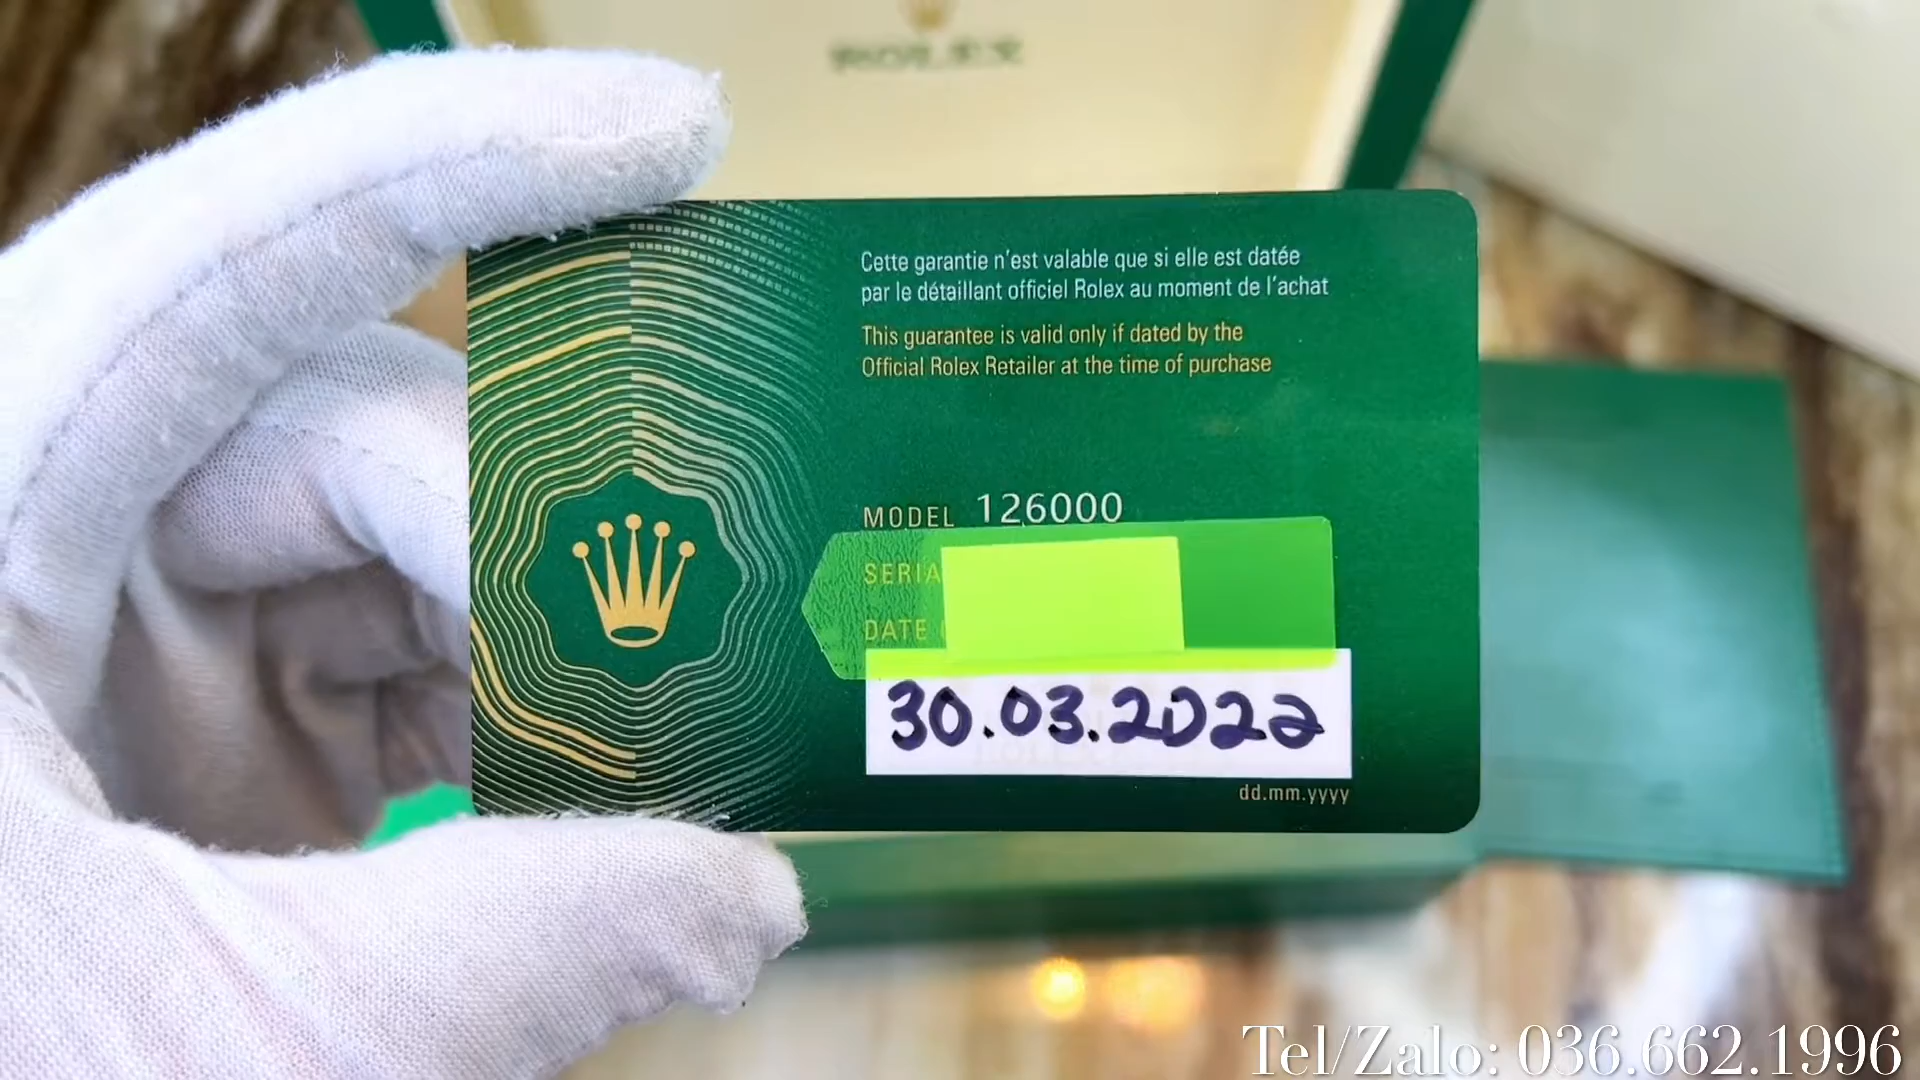 ROLEX
Cette garantie n'est valable que si elle est datée
par le détaillant officiel Rolex au moment de l'achat
This guarantee is valid only if dated by the
Official Rolex Retailer at the time of purchase
MODEL 126000
SERIA
DATE
30.03.2022
dd.mm.yyyy
Tel/Zalo: 036.662.1996